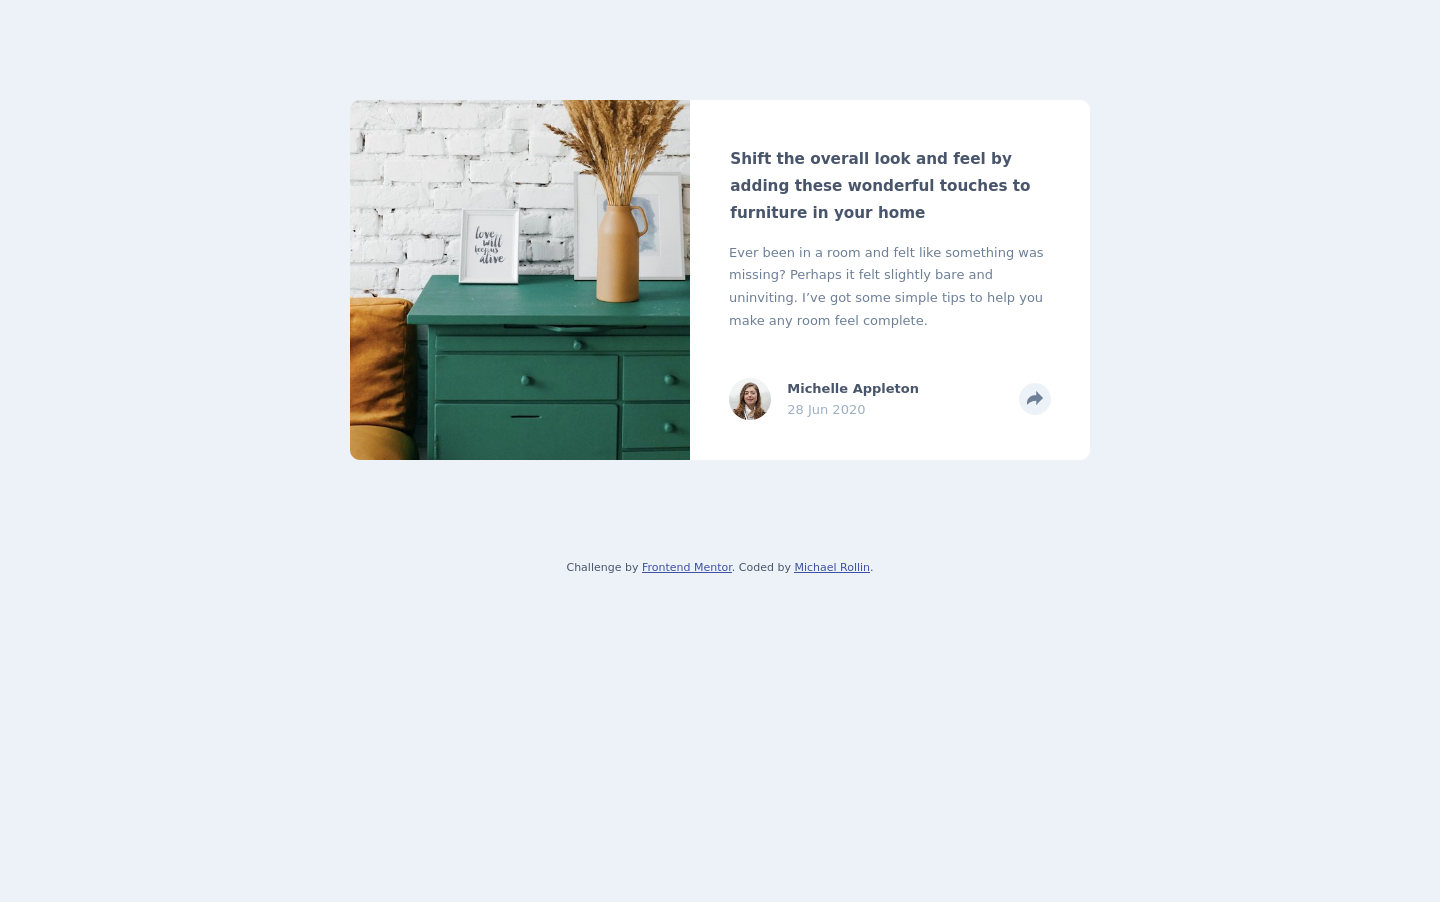 love
will
keep us
alive
Shift the overall look and feel by
adding these wonderful touches to
furniture in your home
Ever been in a room and felt like something was
missing? Perhaps it felt slightly bare and
uninviting. I’ve got some simple tips to help you
make any room feel complete.
Michelle Appleton
28 Jun 2020
Challenge by Frontend Mentor. Coded by Michael Rollin.